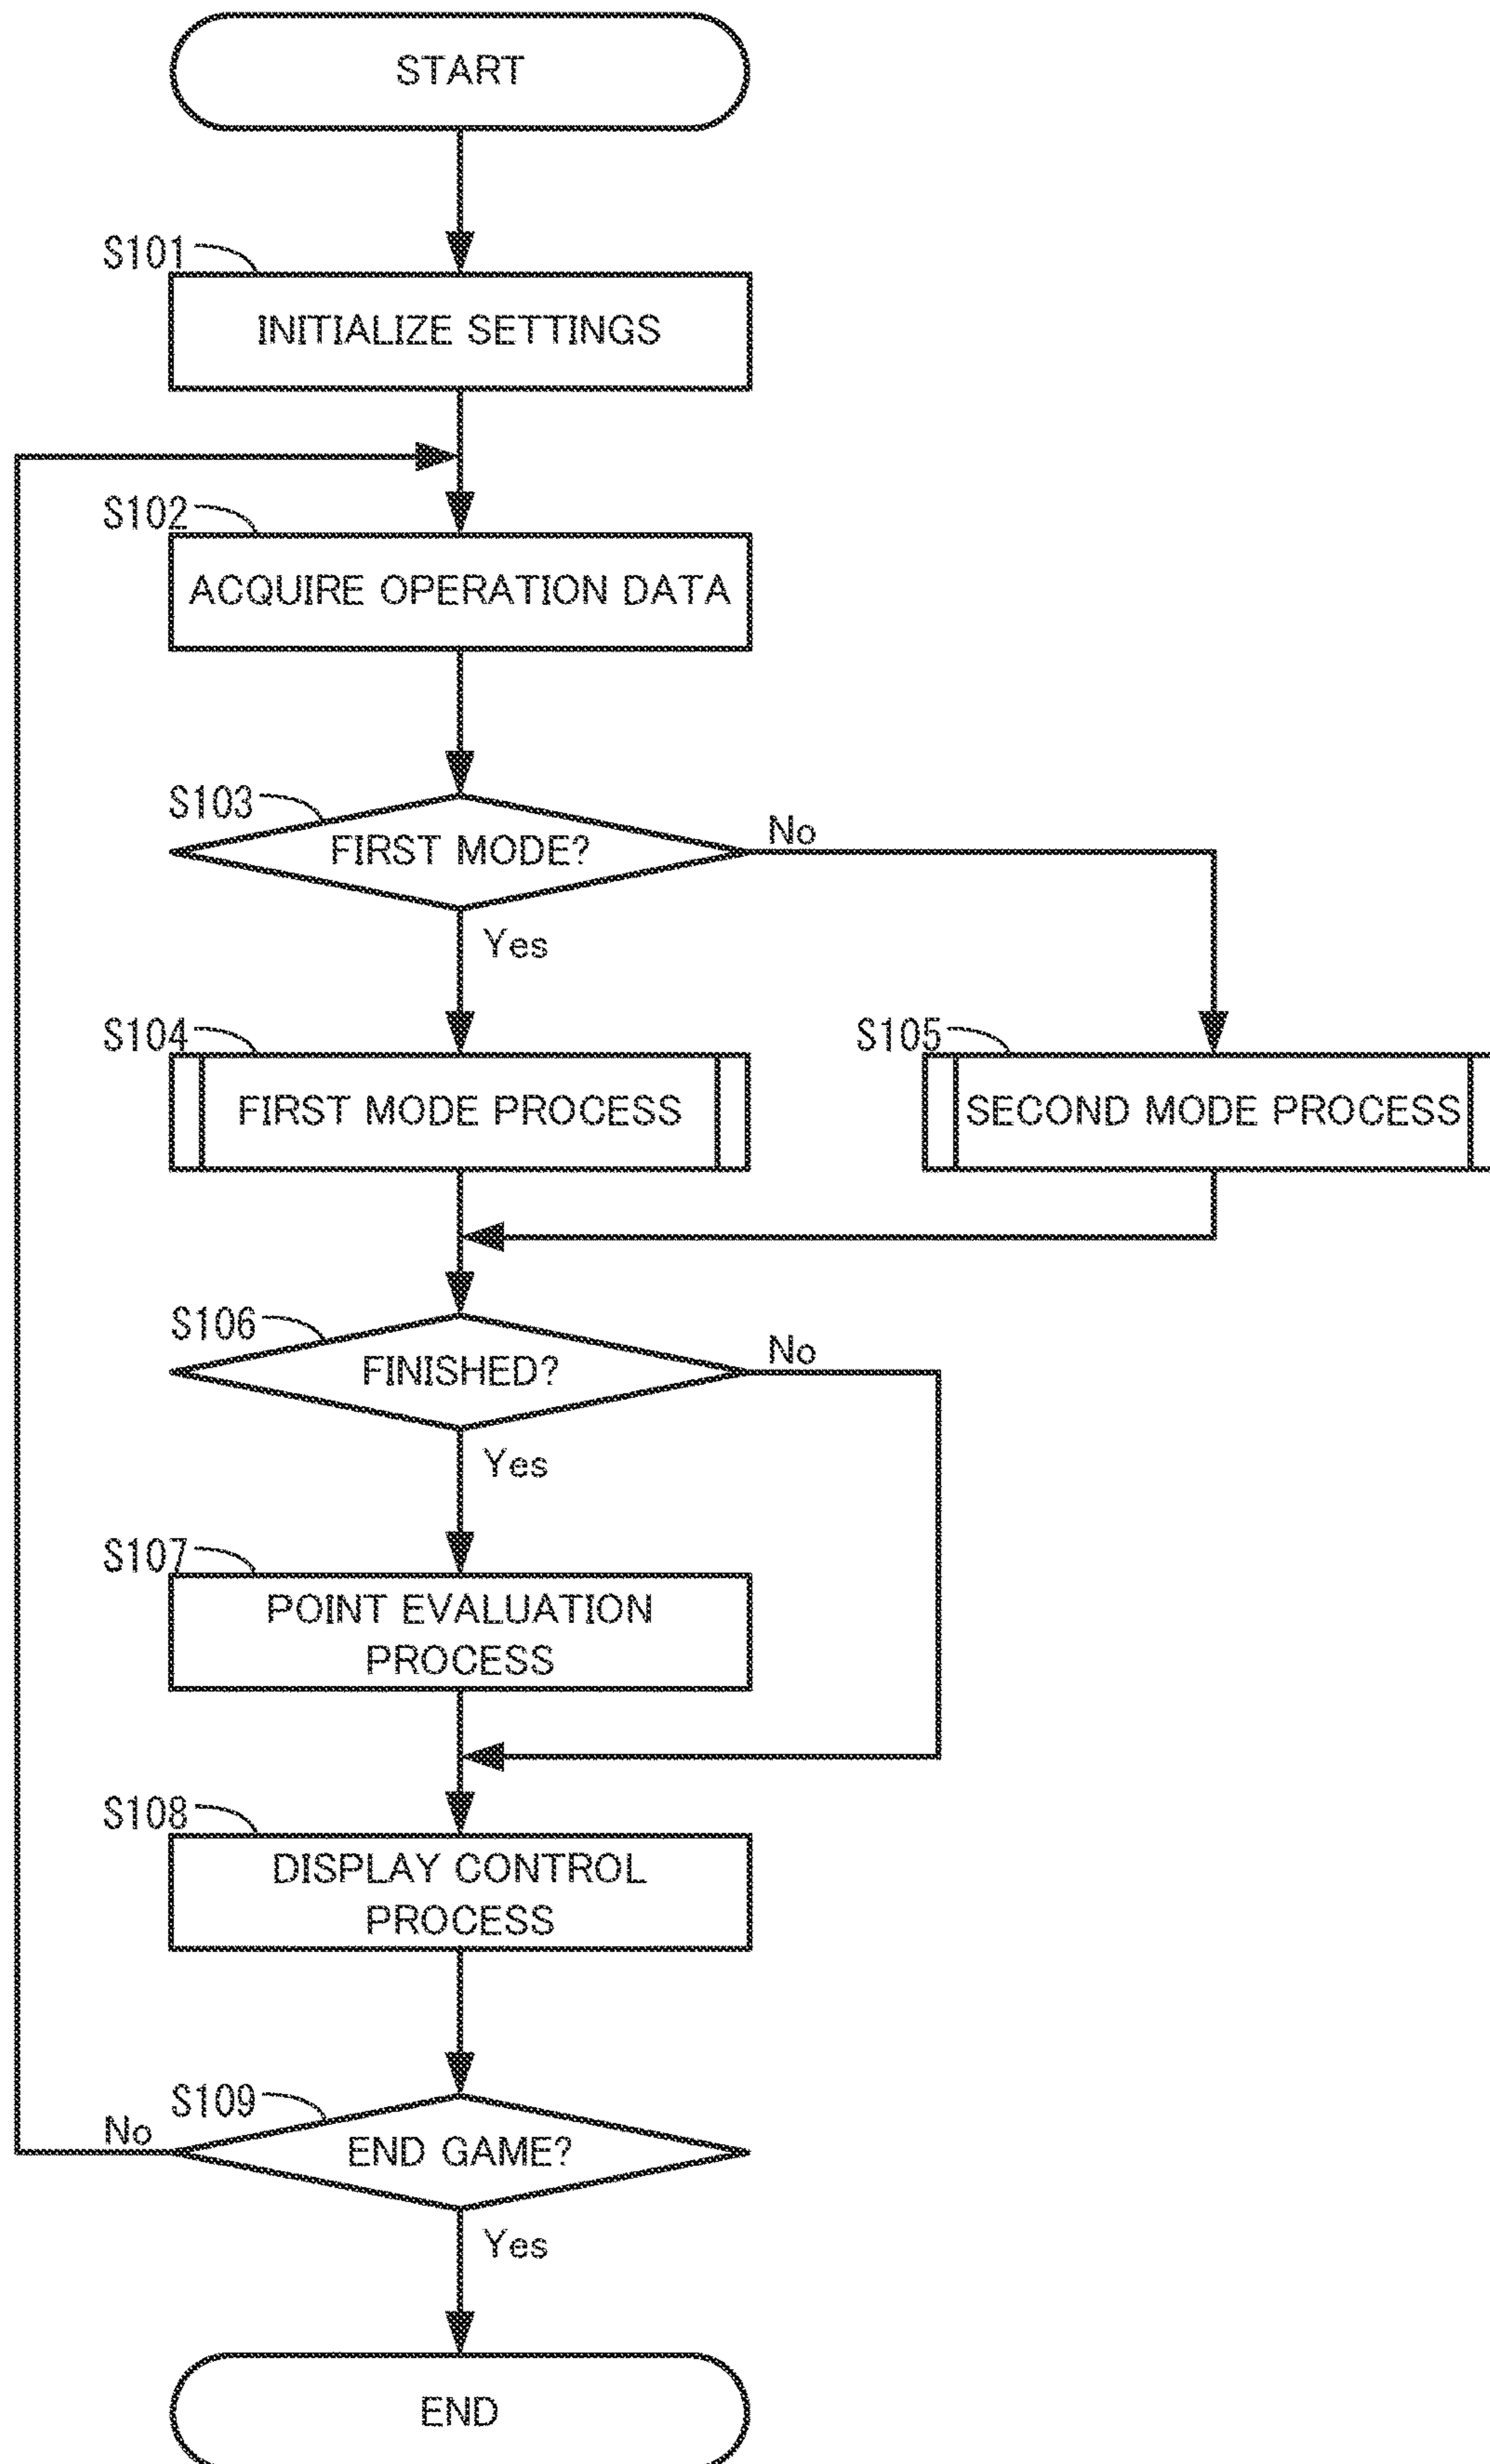 START
S101
INITIALIZE SETTINGS
S102
ACQUIRE OPERATION DATA
S103
FIRST MODE?
No
Yes
S104
FIRST MODE PROCESS
S105
SECOND MODE PROCESS
S106
FINISHED?
No
Yes
S107
POINT EVALUATION
PROCESS
S108
DISPLAY CONTROL
PROCESS
S109
No
END GAME?
Yes
END